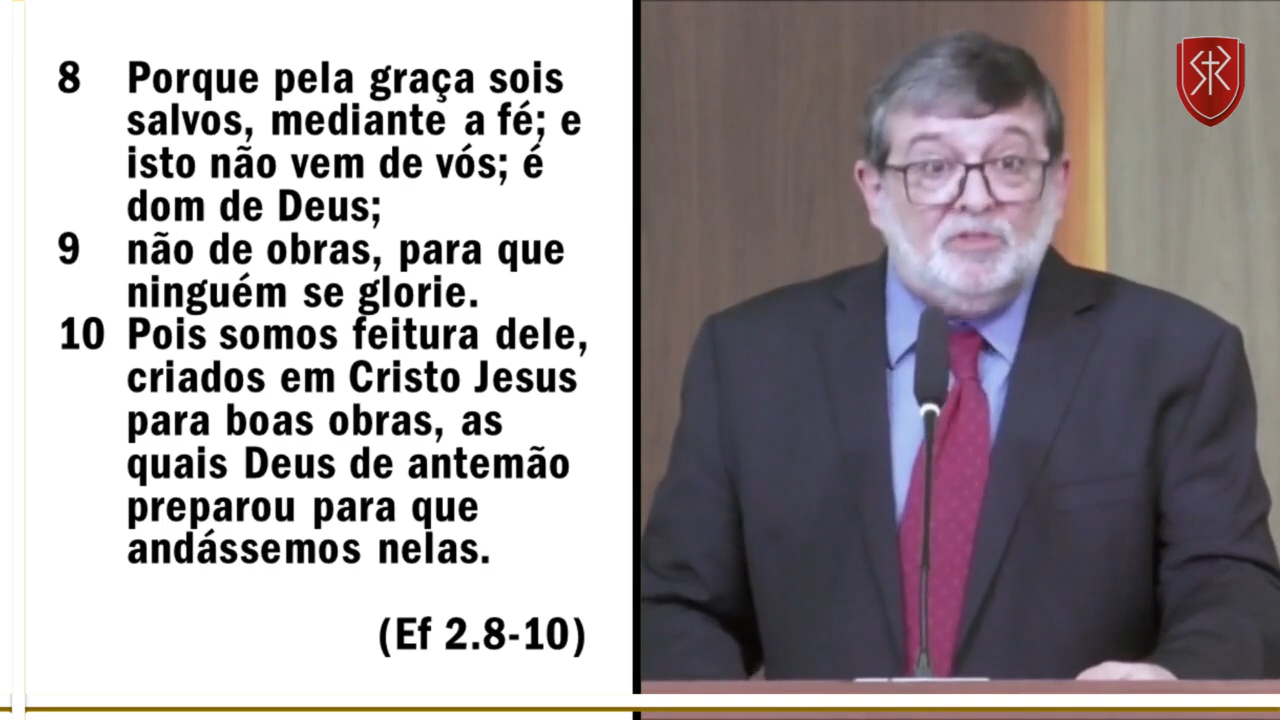 8 Porque pela graça sois
salvos, mediante a fé; e
isto não vem de vós; é
dom de Deus;
9 não de obras, para que
ninguém se glorie.
10 Pois somos feitura dele,
criados em Cristo Jesus
para boas obras, as
quais Deus de antemão
preparou para que
andássemos nelas.
(Ef 2.8-10)